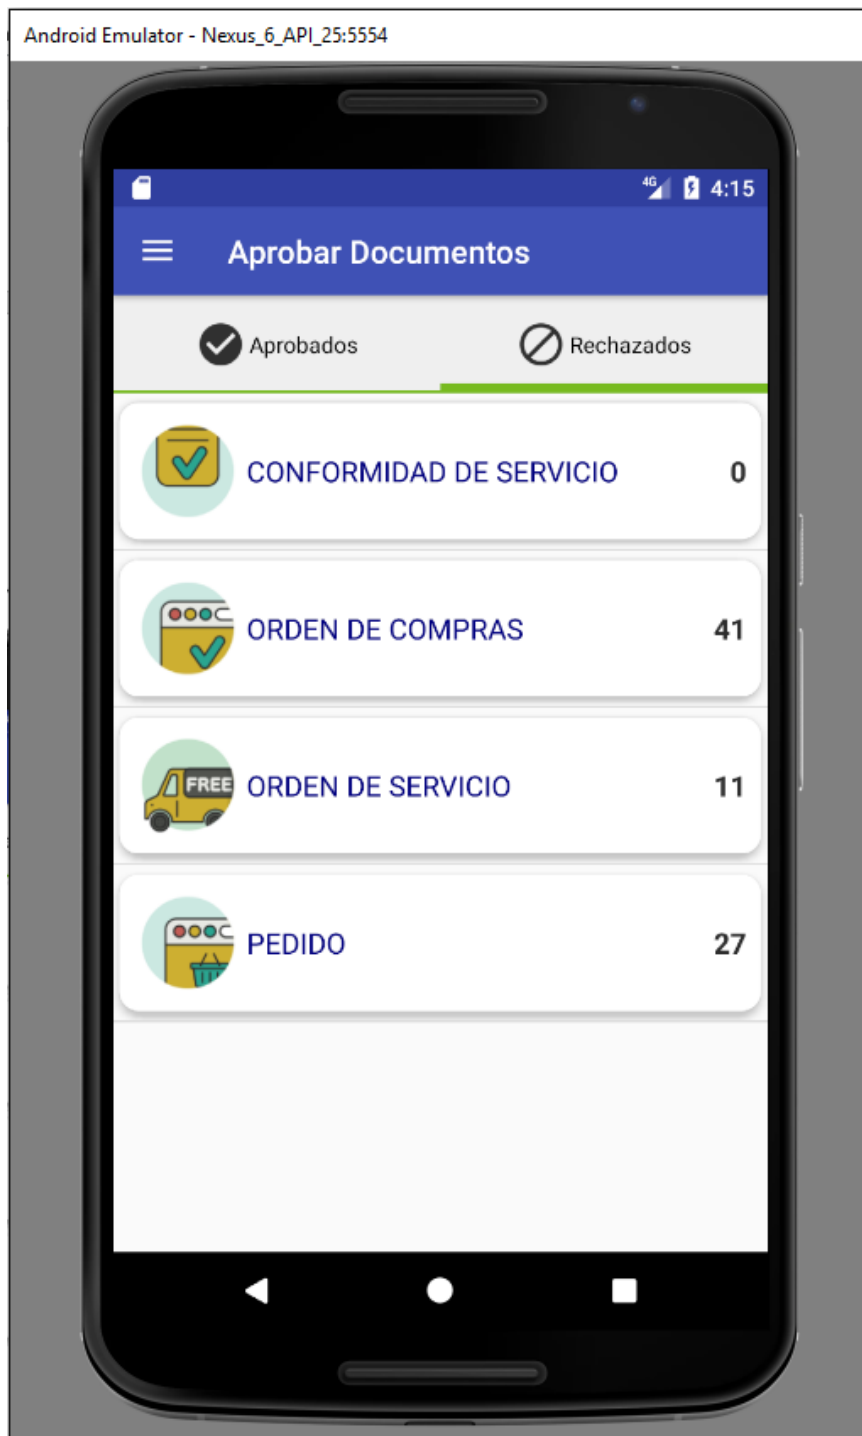 Android Emulator - Nexus_6_API_25:5554
4G 4:15
Aprobar Documentos
Aprobados Rechazados
CONFORMIDAD DE SERVICIO 0
ORDEN DE COMPRAS 41
FREE ORDEN DE SERVICIO 11
PEDIDO 27